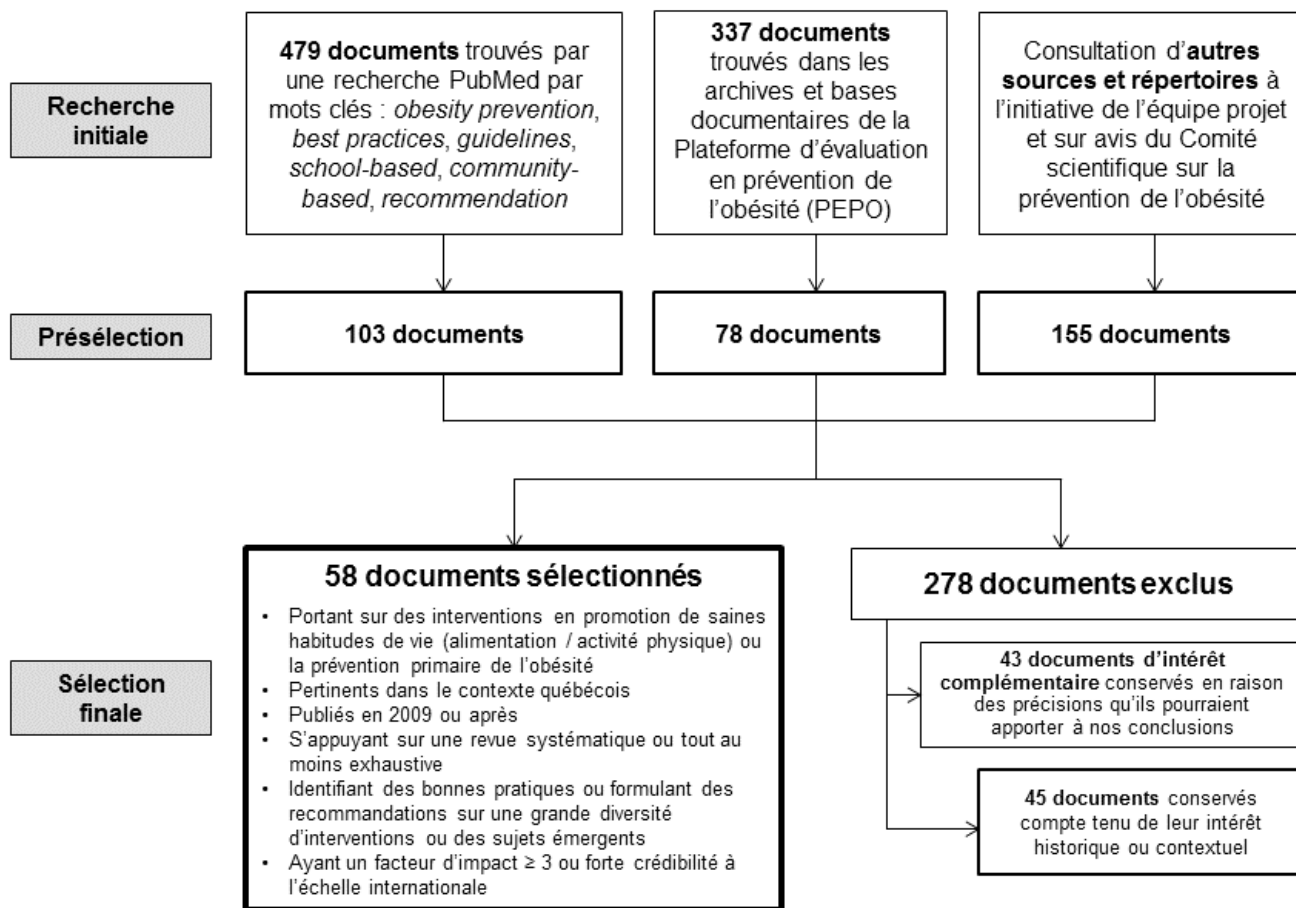 Recherche
initiale
479 documents trouvés par
une recherche PubMed par
mots clés : obesity prevention,
best practices, guidelines,
school-based, community-
based, recommendation
337 documents
trouvés dans les
archives et bases
documentaires de la
Plateforme d'évaluation
en prévention de
l'obésité (PEPO)
Consultation d'autres
sources et répertoires à
l'initiative de l'équipe projet
et sur avis du Comité
scientifique sur la
prévention de l'obésité
Présélection
103 documents
78 documents
155 documents
Sélection
finale
58 documents sélectionnés
• Portant sur des interventions en promotion de saines
habitudes de vie (alimentation / activité physique) ou
la prévention primaire de l'obésité
• Pertinents dans le contexte québécois
• Publiés en 2009 ou après
• S'appuyant sur une revue systématique ou tout au
moins exhaustive
• Identifiant des bonnes pratiques ou formulant des
recommandations sur une grande diversité
d'interventions ou des sujets émergents
• Ayant un facteur d'impact ≥ 3 ou forte crédibilité à
l'échelle internationale
278 documents exclus
43 documents d'intérêt
complémentaire conservés en raison
des précisions qu'ils pourraient
apporter à nos conclusions
45 documents conservés
compte tenu de leur intérêt
historique ou contextuel